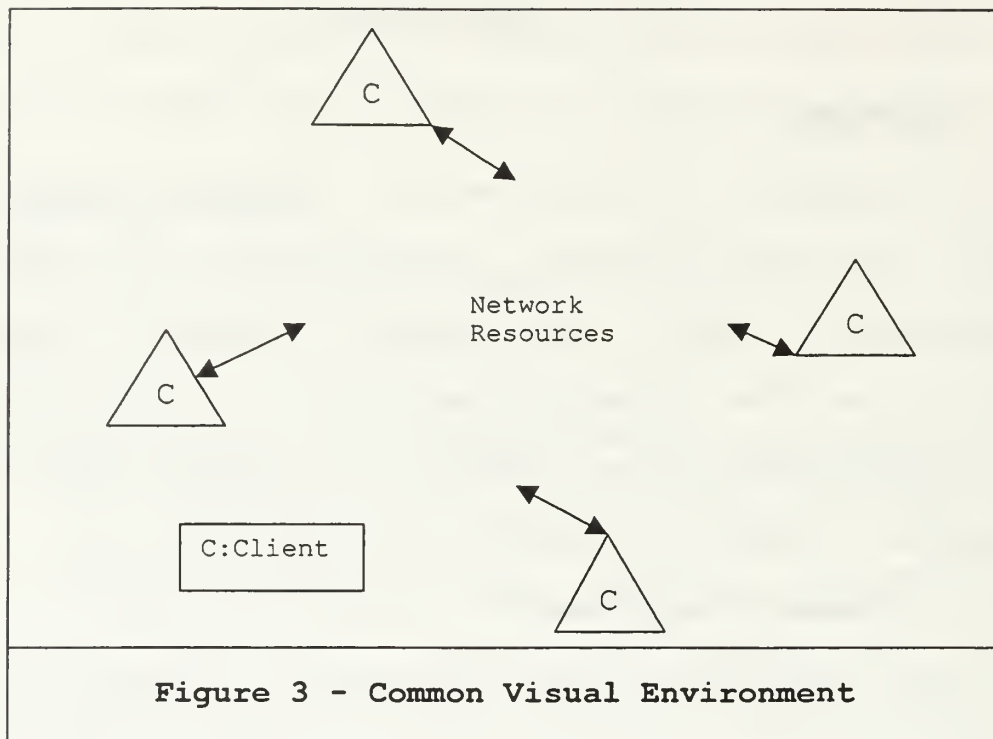 C
Network
Resources
C
C
C:Client
C
Figure 3 - Common Visual Environment